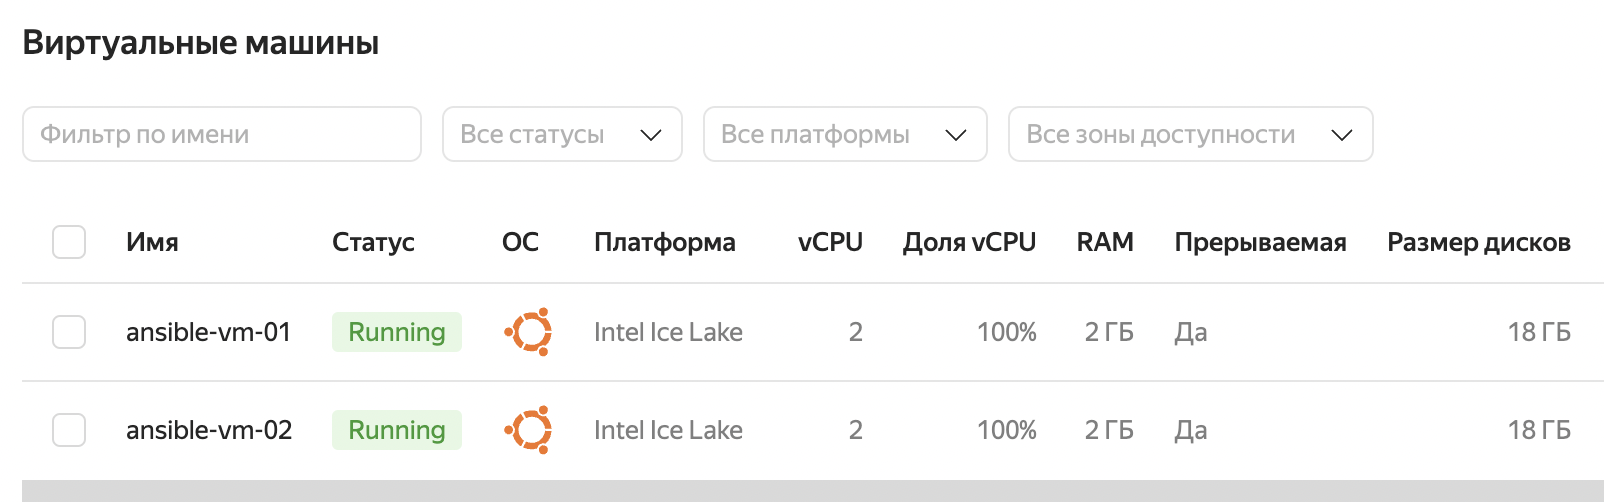 Виртуальные машины
Фильтр по имени Все статусы Все платформы Все зоны доступности
Имя Статус ОС Платформа vCPU Доля vCPU RAM Прерываемая Размер дисков
ansible-vm-01 Running Intel Ice Lake 2 100% 2 ГБ Да 18 ГБ
ansible-vm-02 Running Intel Ice Lake 2 100% 2 ГБ Да 18 ГБ